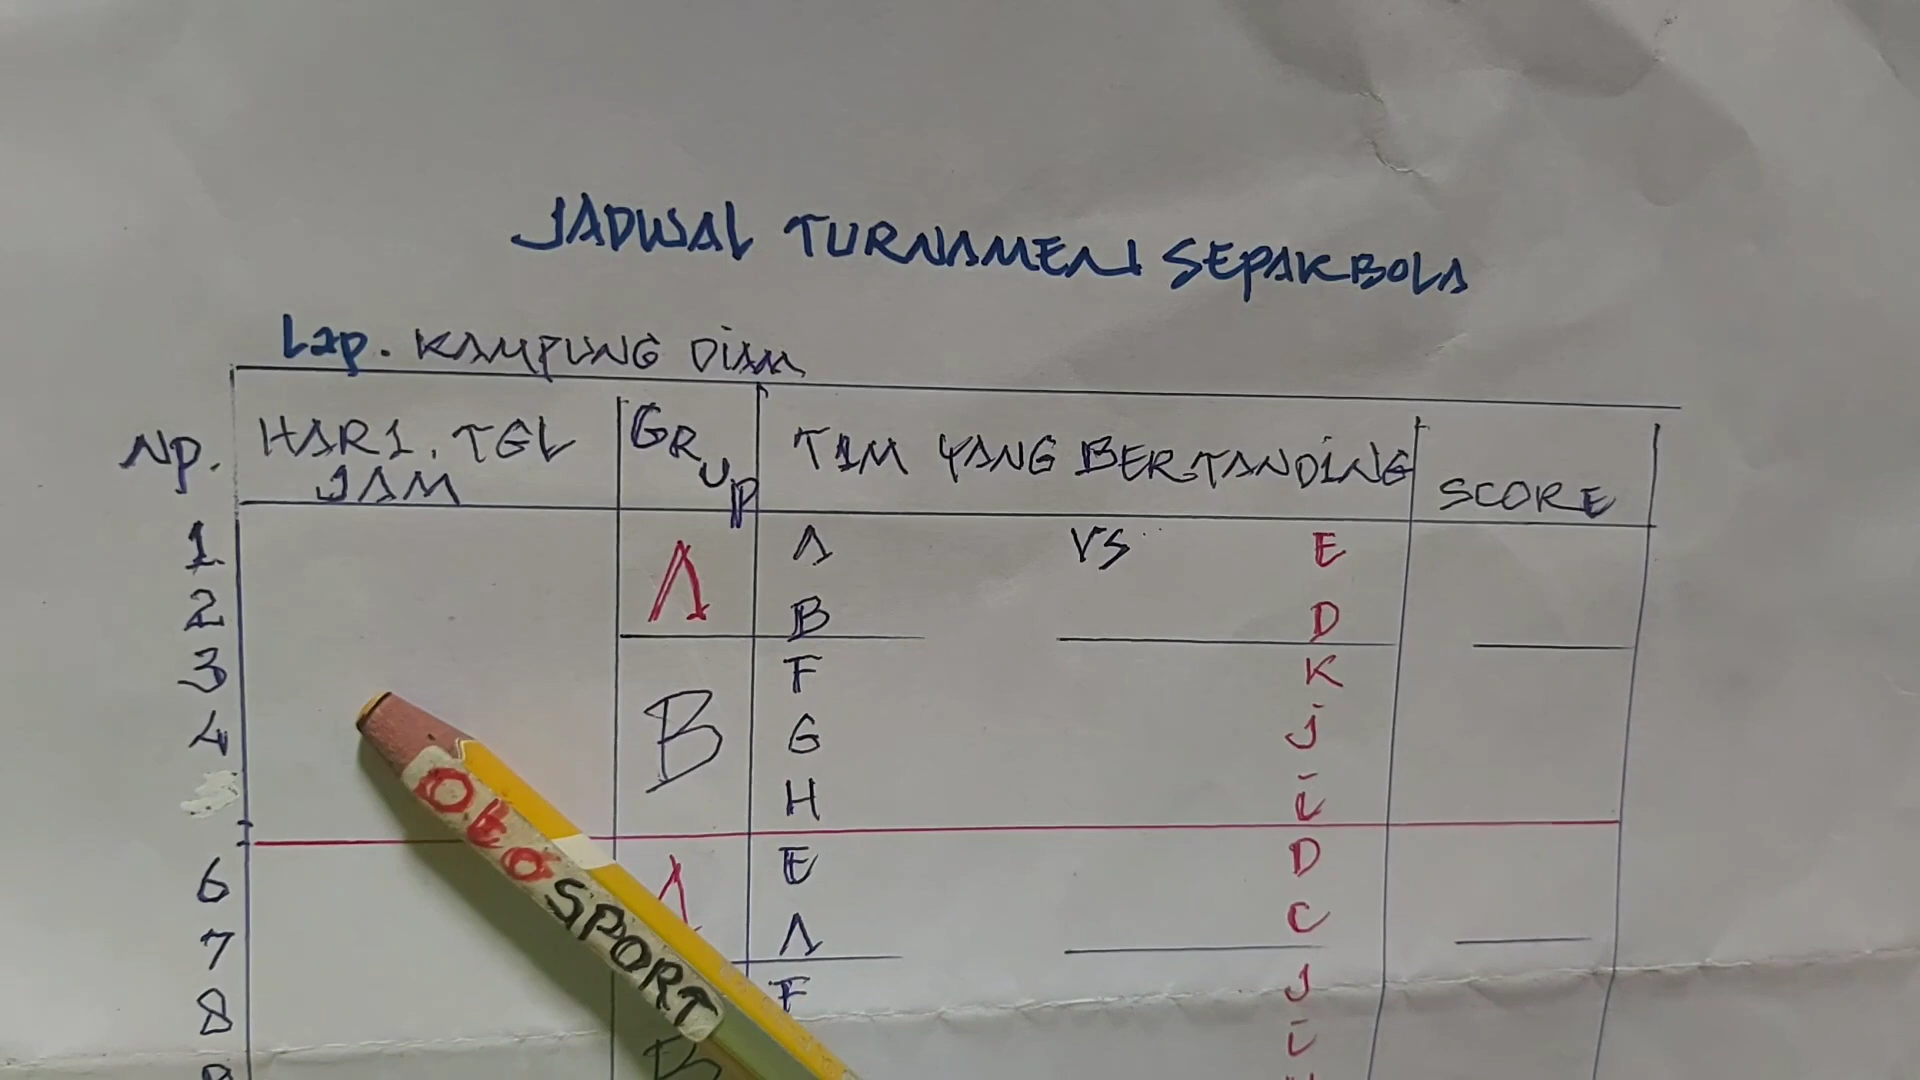 JADWAL TURNAMEN SEPAKBOLA
Lap. KAMPUNG DiAM
No. HARI. TGL JAM GRUP TIM YANG BERTANDiNG SCORE
1 A A VS E
2 B D
3 F K
4 B G j
H i
6 A E D
7 A C
8 F J
B i
OLO SPORT